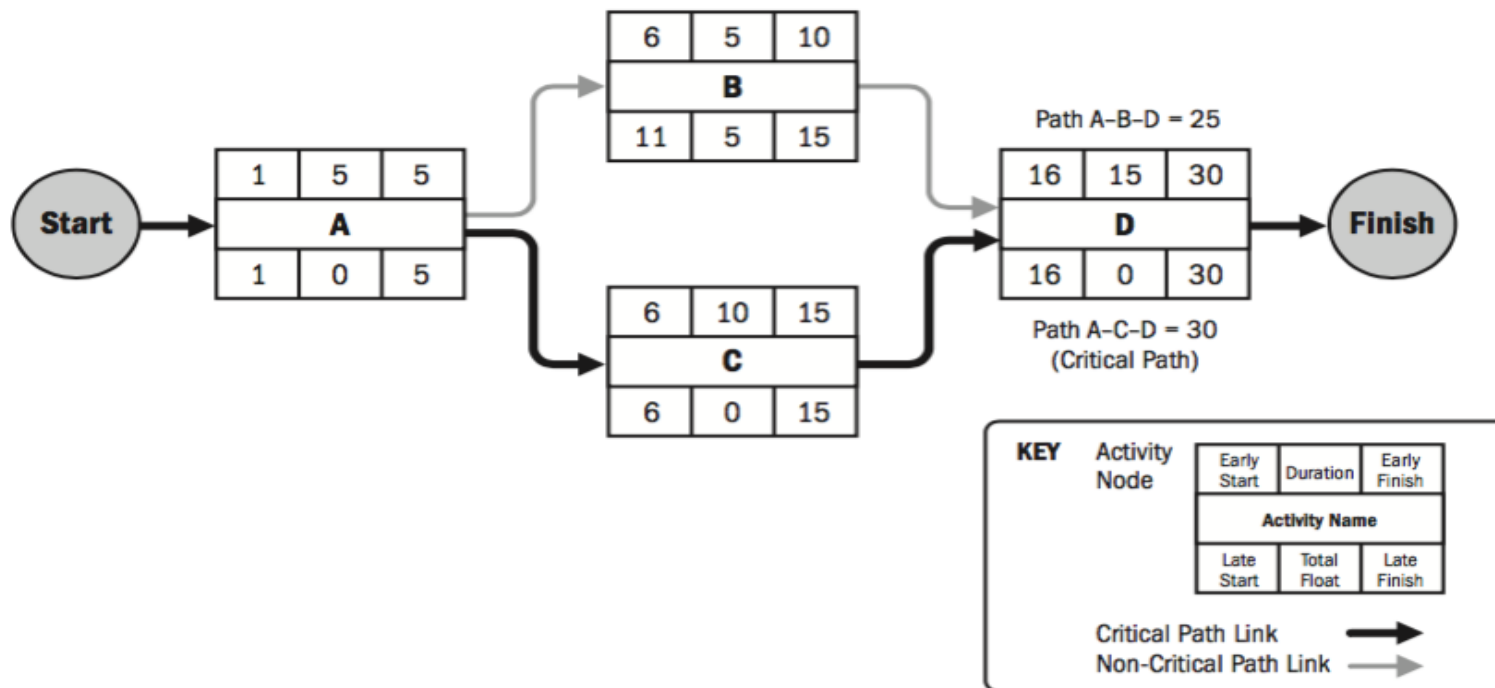 6 5 10
B
11 5 15
Path A–B–D = 25
Start
1 5 5
A
1 0 5
16 15 30
D
16 0 30
Finish
6 10 15
C
6 0 15
Path A–C–D = 30
(Critical Path)
KEY
Activity
Node
Early
Start
Duration
Early
Finish
Activity Name
Late
Start
Total
Float
Late
Finish
Critical Path Link
Non-Critical Path Link